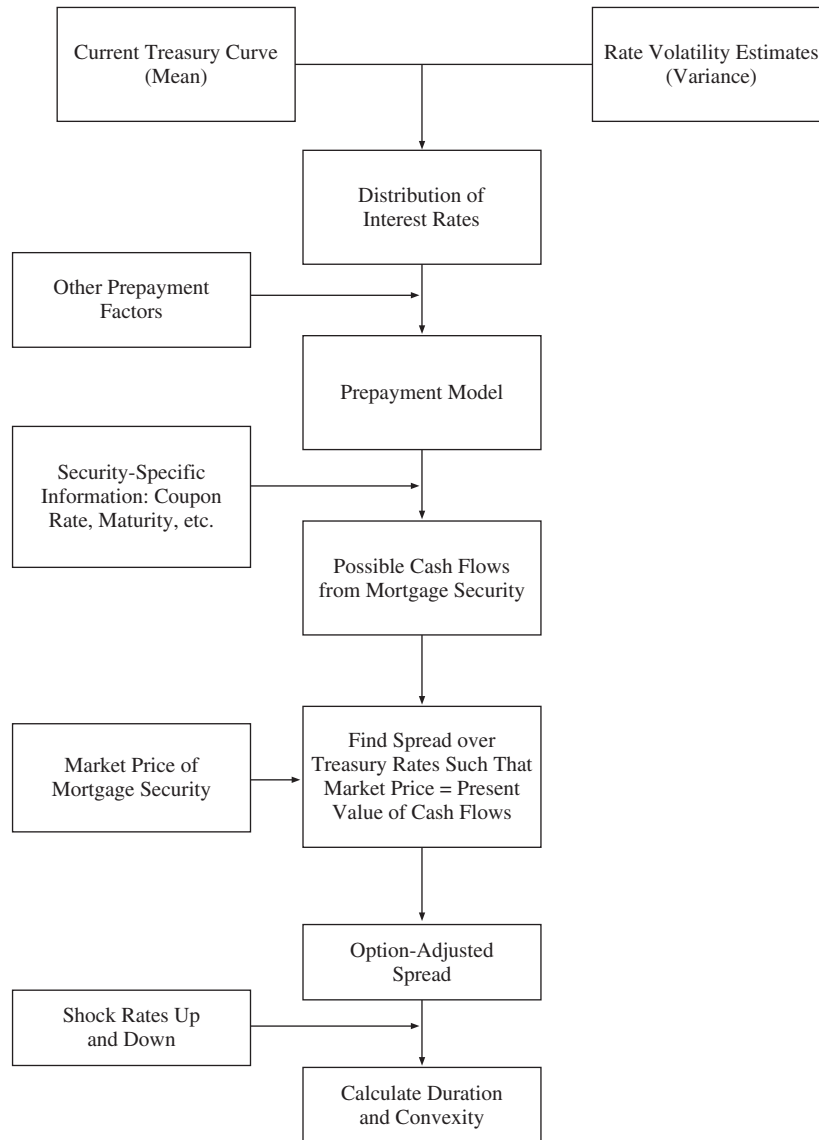 Current Treasury Curve
(Mean)
Rate Volatility Estimates
(Variance)
Distribution of
Interest Rates
Other Prepayment
Factors
Prepayment Model
Security-Specific
Information: Coupon
Rate, Maturity, etc.
Possible Cash Flows
from Mortgage Security
Market Price of
Mortgage Security
Find Spread over
Treasury Rates Such That
Market Price = Present
Value of Cash Flows
Option-Adjusted
Spread
Shock Rates Up
and Down
Calculate Duration
and Convexity